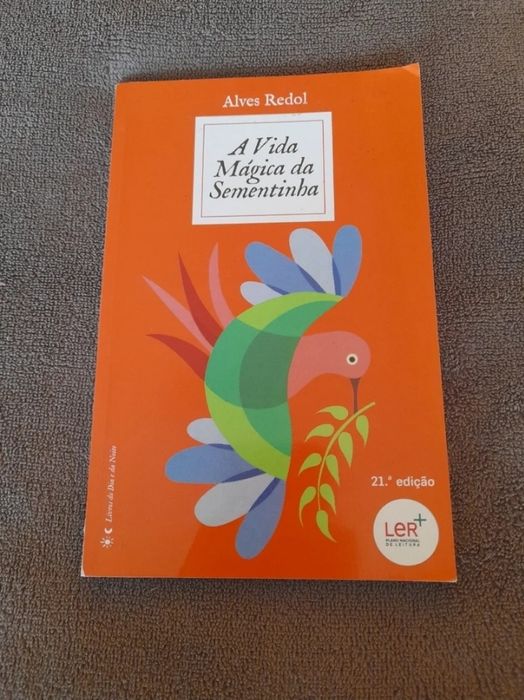 Alves Redol
A Vida
Mágica da
Sementinha
21.ª edição
LeR+
PLANO NACIONAL
DE LEITURA
Livros do Dia e da Noite